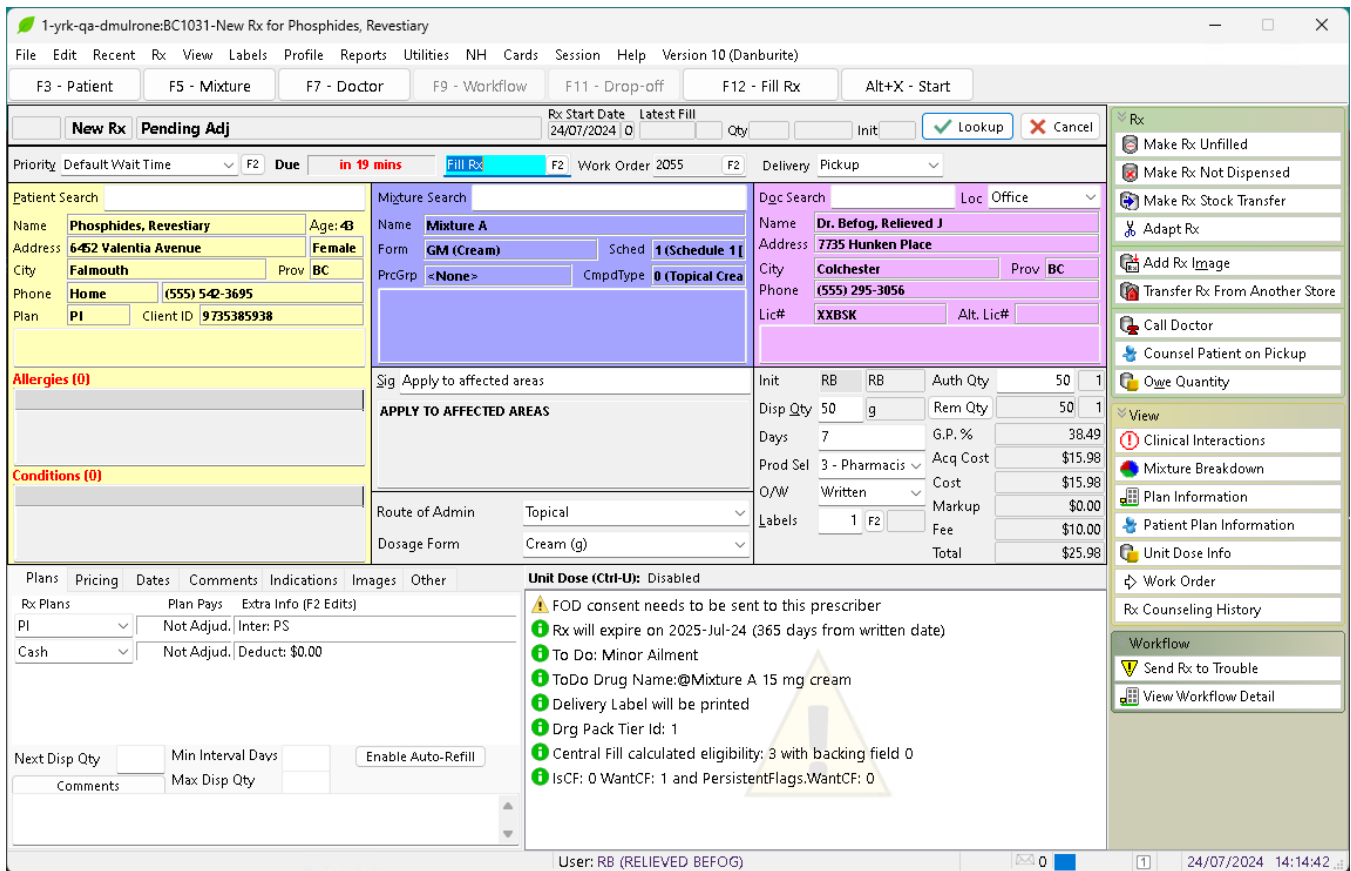 1-yrk-qa-dmulrone:BC1031-New Rx for Phosphides, Revestiary
File Edit Recent Rx View Labels Profile Reports Utilities NH Cards Session Help Version 10 (Danburite)
F3 - Patient F5 - Mixture F7 - Doctor F9 - Workflow F11 - Drop-off F12 - Fill Rx Alt+X - Start
Rx Start Date Latest Fill
New Rx Pending Adj 24/07/2024 0 Qty Init Lookup Cancel
Priority Default Wait Time F2 Due in 19 mins Fill Rx F2 Work Order 2055 F2 Delivery Pickup
Patient Search
Name Phosphides, Revestiary Age: 43
Address 6-452 Valentia Avenue Female
City Falmouth Prov BC
Phone Home (555) 542-3695
Plan PI Client ID 9735385938
Allergies (0)
Conditions (0)
Mixture Search
Name Mixture A
Form GM (Cream) Sched 1 (Schedule 1 [
PrcGrp <None> CmpdType 0 (Topical Crea
Doc Search Loc Office
Name Dr. Befog, Relieved J
Address 7735 Hunken Place
City Colchester Prov BC
Phone (555) 295-3056
Lic# XXBSK Alt. Lic#
Sig Apply to affected areas
APPLY TO AFFECTED AREAS
Route of Admin Topical
Dosage Form Cream (g)
Init RB RB Auth Qty 50 1
Disp Qty 50 g Rem Qty 50 1
Days 7 G.P. % 38.49
Prod Sel 3 - Pharmacis Acq Cost $15.98
O/W Written Cost $15.98
Markup $0.00
Labels 1 F2 Fee $10.00
Total $25.98
Plans Pricing Dates Comments Indications Images Other
Rx Plans Plan Pays Extra Info (F2 Edits)
PI Not Adjud. Inter: PS
Cash Not Adjud. Deduct: $0.00
Next Disp Qty Min Interval Days Enable Auto-Refill
Comments Max Disp Qty
Unit Dose (Ctrl-U): Disabled
FOD consent needs to be sent to this prescriber
Rx will expire on 2025-Jul-24 (365 days from written date)
To Do: Minor Ailment
ToDo Drug Name:@Mixture A 15 mg cream
Delivery Label will be printed
Drg Pack Tier Id: 1
Central Fill calculated eligibility: 3 with backing field 0
IsCF: 0 WantCF: 1 and PersistentFlags.WantCF: 0
Rx
Make Rx Unfilled
Make Rx Not Dispensed
Make Rx Stock Transfer
Adapt Rx
Add Rx Image
Transfer Rx From Another Store
Call Doctor
Counsel Patient on Pickup
Owe Quantity
View
Clinical Interactions
Mixture Breakdown
Plan Information
Patient Plan Information
Unit Dose Info
Work Order
Rx Counseling History
Workflow
Send Rx to Trouble
View Workflow Detail
User: RB (RELIEVED BEFOG) 0 1 24/07/2024 14:14:42